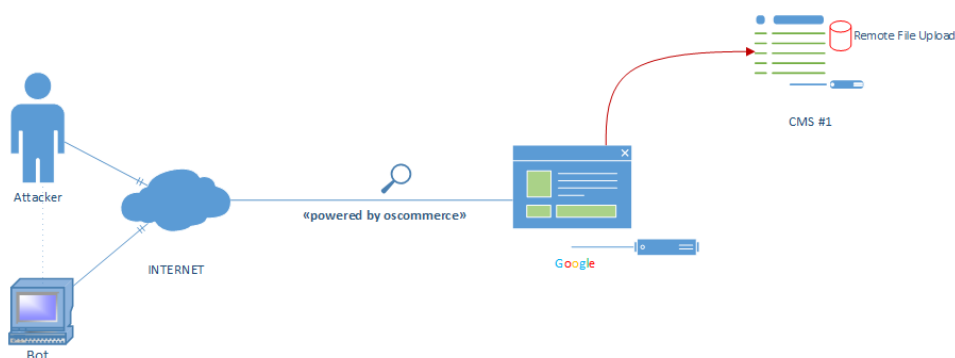 Remote File Upload
CMS #1
Attacker
«powered by oscommerce»
INTERNET
Google
Bot